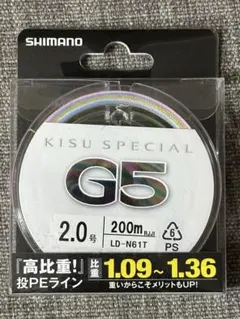 SHIMANO
KISU SPECIAL
G5
2.0号
200m
LD-N61T
6
PS
『高比重!』
投PEライン
比重 1.09~1.36
重いからこそメリットもUP!